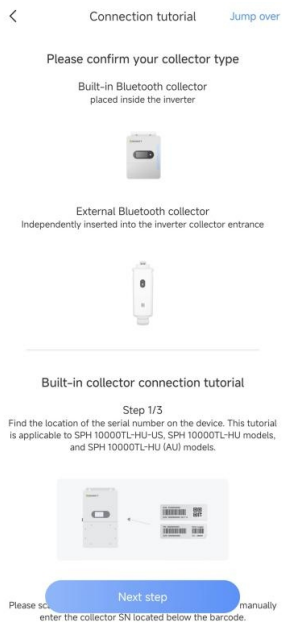 Connection tutorial
Jump over
Please confirm your collector type
Built-in Bluetooth collector
placed inside the inverter
External Bluetooth collector
Independently inserted into the inverter collector entrance
Built-in collector connection tutorial
Step 1/3
Find the location of the serial number on the device. This tutorial
is applicable to SPH 10000TL-HU-US, SPH 10000TL-HU models,
and SPH 10000TL-HU (AU) models.
Next step
Please manually
enter the collector SN located below the barcode.